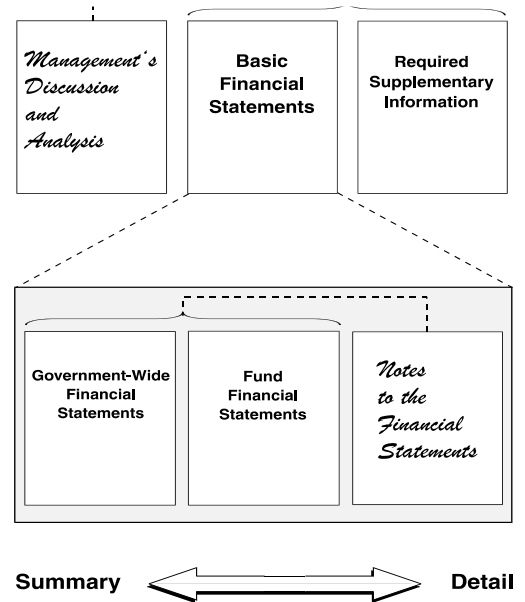 Management's
Discussion
and
Analysis
Basic
Financial
Statements
Required
Supplementary
Information
Government-Wide
Financial
Statements
Fund
Financial
Statements
Notes
to the
Financial
Statements
Summary
Detail